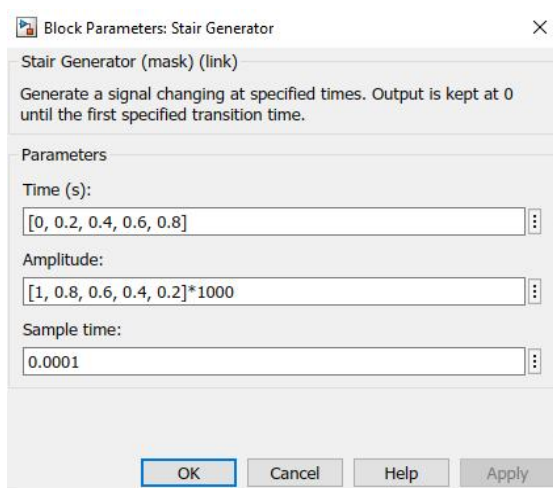 Block Parameters: Stair Generator
Stair Generator (mask) (link)
Generate a signal changing at specified times. Output is kept at 0
until the first specified transition time.
Parameters
Time (s):
[0, 0.2, 0.4, 0.6, 0.8]
Amplitude:
[1, 0.8, 0.6, 0.4, 0.2]*1000
Sample time:
0.0001
OK Cancel Help Apply